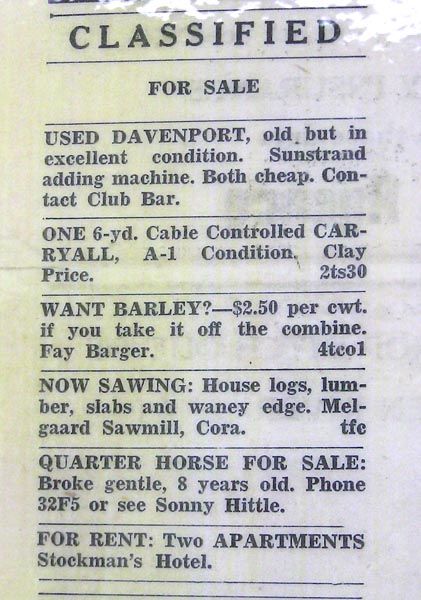 CLASSIFIED
FOR SALE
USED DAVENPORT, old but in
excellent condition. Sunstrand
adding machine. Both cheap. Con-
tact Club Bar.
ONE 6-yd. Cable Controlled CAR-
RYALL, A-1 Condition. Clay
Price. 2ts30
WANT BARLEY?—$2.50 per cwt.
if you take it off the combine.
Fay Barger. 4tco1
NOW SAWING: House logs, lum-
ber, slabs and waney edge. Mel-
gaard Sawmill, Cora. tfc
QUARTER HORSE FOR SALE:
Broke gentle, 8 years old. Phone
32F5 or see Sonny Hittle.
FOR RENT: Two APARTMENTS
Stockman's Hotel.